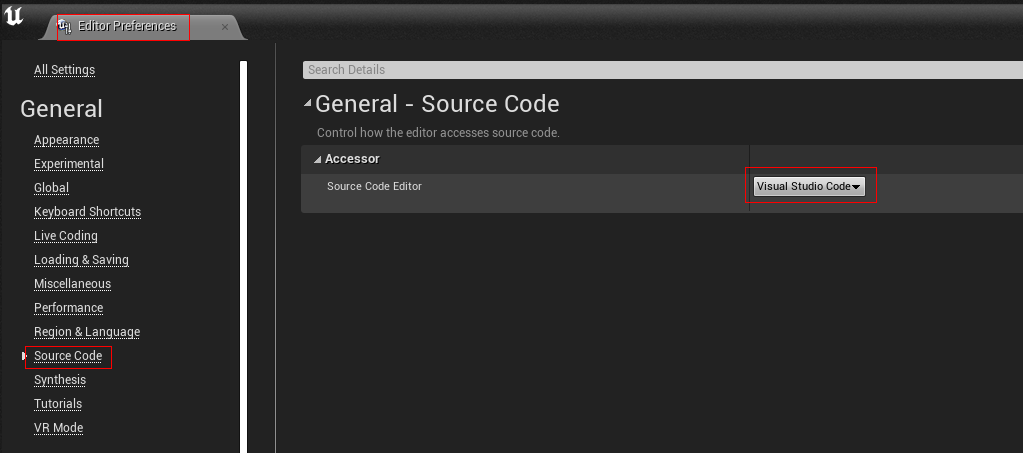 Editor Preferences
All Settings
General
Appearance
Experimental
Global
Keyboard Shortcuts
Live Coding
Loading & Saving
Miscellaneous
Performance
Region & Language
Source Code
Synthesis
Tutorials
VR Mode
Search Details
General - Source Code
Control how the editor accesses source code.
Accessor
Source Code Editor
Visual Studio Code